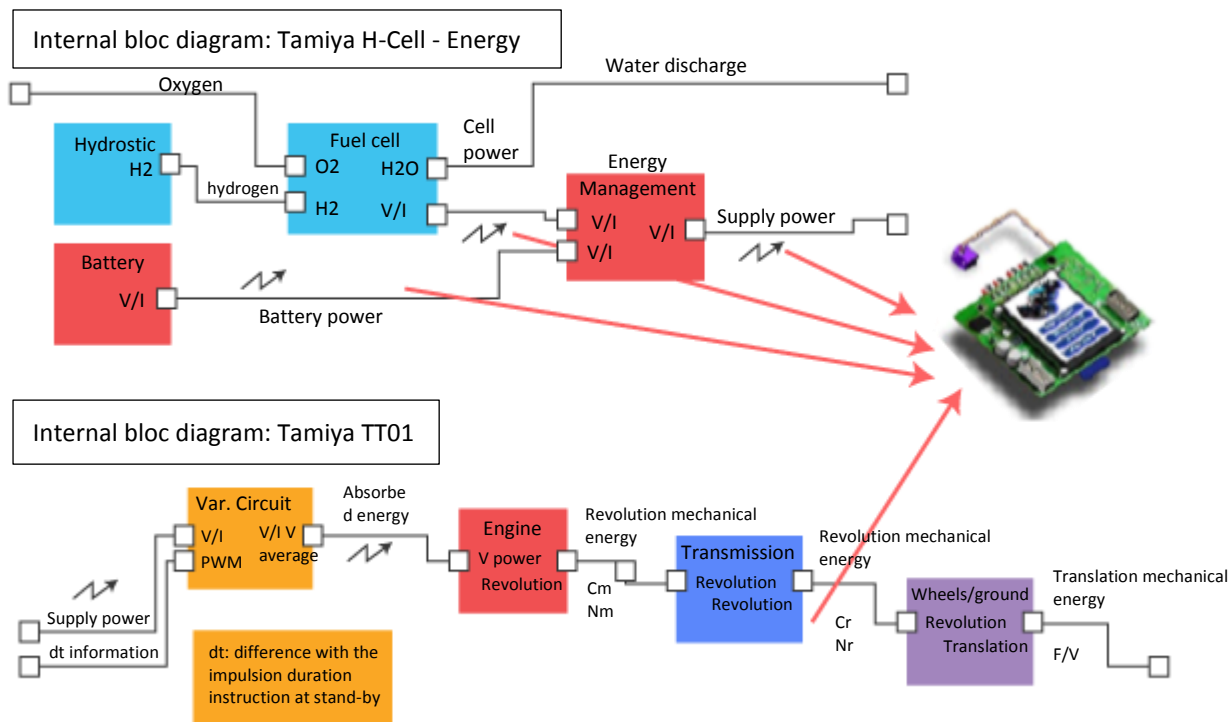 Internal bloc diagram: Tamiya H-Cell - Energy
Oxygen
Water discharge
Hydrostic
H2
hydrogen
Fuel cell
O2
H2O
H2
V/I
Cell
power
Energy
Management
V/I
V/I
V/I
Supply power
Battery
V/I
Battery power
Internal bloc diagram: Tamiya TT01
Var. Circuit
V/I
V/I V
PWM
average
Absorbe
d energy
Supply power
dt information
dt: difference with the
impulsion duration
instruction at stand-by
Engine
V power
Revolution
Revolution mechanical
energy
Cm
Nm
Transmission
Revolution
Revolution
Revolution mechanical
energy
Cr
Nr
Wheels/ground
Revolution
Translation
Translation mechanical
energy
F/V